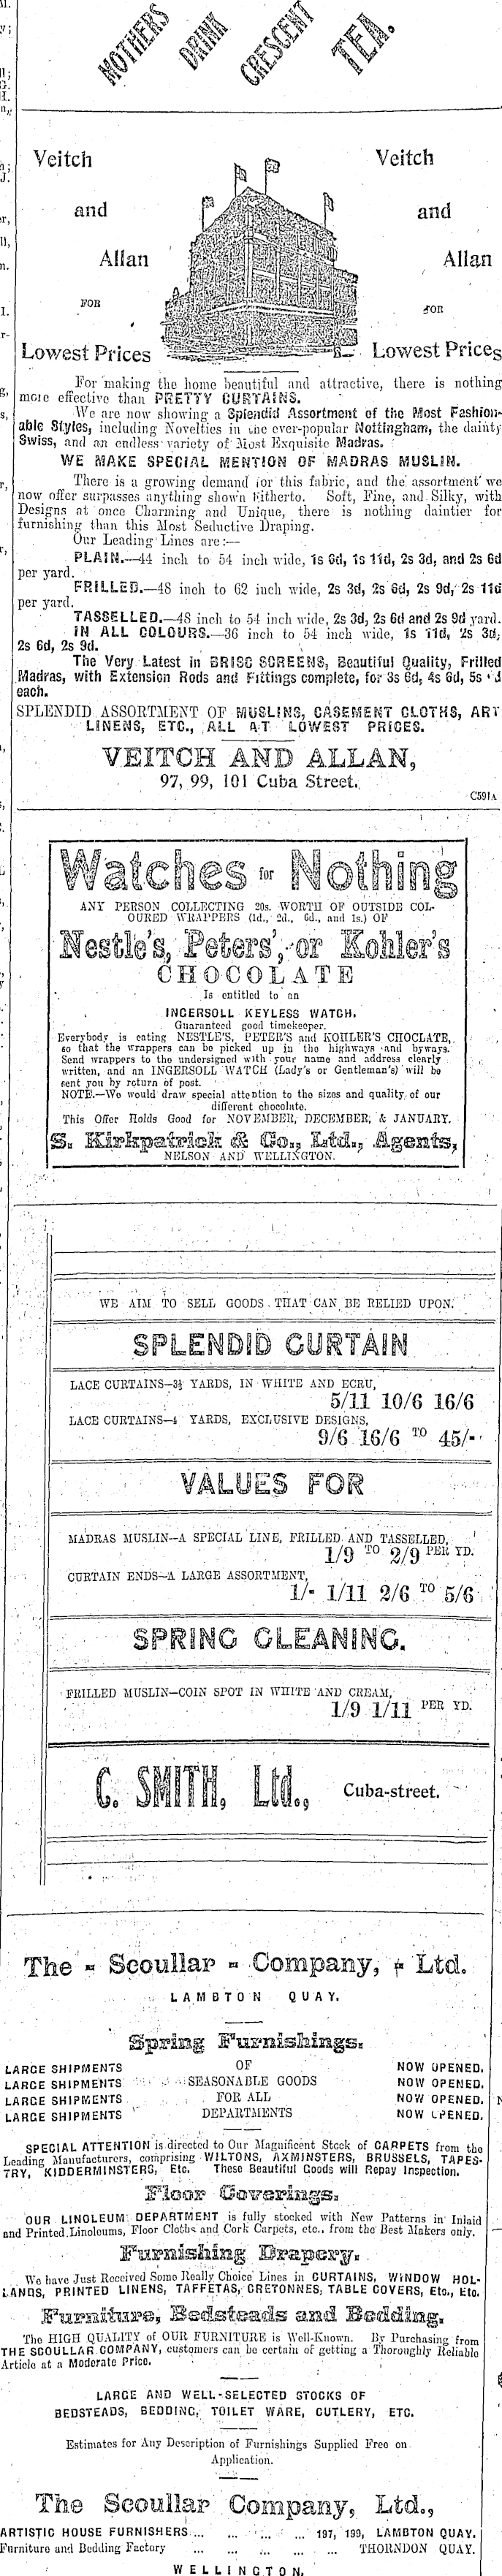 MOTHERS DRINK CRESCENT TEA.
Veitch
and
Allan
FOR
Lowest Prices
Veitch
and
Allan
FOR
Lowest Prices
For making the home beautiful and attractive, there is nothing
more effective than PRETTY CURTAINS.
We are now showing a Splendid Assortment of the Most Fashion-
able Styles, including Novelties in the ever-popular Nottingham, the dainty
Swiss, and an endless variety of Most Exquisite Madras.
WE MAKE SPECIAL MENTION OF MADRAS MUSLIN.
There is a growing demand for this fabric, and the assortment we
now offer surpasses anything shown hitherto. Soft, Fine, and Silky, with
Designs at once Charming and Unique, there is nothing daintier for
furnishing than this Most Seductive Draping.
Our Leading Lines are:—
PLAIN.—44 inch to 54 inch wide, 1s 6d, 1s 11d, 2s 3d, and 2s 6d
per yard.
FRILLED.—48 inch to 62 inch wide, 2s 3d, 2s 6d, 2s 9d, 2s 11d
per yard.
TASSELLED.—48 inch to 54 inch wide, 2s 3d, 2s 6d and 2s 9d yard.
IN ALL COLOURS.—36 inch to 54 inch wide, 1s 11d, 2s 3d,
2s 6d, 2s 9d.
The Very Latest in BRISC SCREENS, Beautiful Quality, Frilled
Madras, with Extension Rods and Fittings complete, for 3s 6d, 4s 6d, 5s
each.
SPLENDID ASSORTMENT OF MUSLINS, CASEMENT CLOTHS, ART
LINENS, ETC., ALL AT LOWEST PRICES.
VEITCH AND ALLAN,
97, 99, 101 Cuba Street.
C591A
Watches for Nothing
ANY PERSON COLLECTING 20s. WORTH OF OUTSIDE COL-
OURED WRAPPERS (1d., 2d., 6d., and 1s.) OF
Nestle's, Peters', or Kohler's
CHOCOLATE
Is entitled to an
INGERSOLL KEYLESS WATCH.
Guaranteed good timekeeper.
Everybody is eating NESTLE'S, PETER'S and KOHLER'S CHOCLATE,
so that the wrappers can be picked up in the highways and byways.
Send wrappers to the undersigned with your name and address clearly
written, and an INGERSOLL WATCH (Lady's or Gentleman's) will be
sent you by return of post.
NOTE.—We would draw special attention to the sizes and quality of our
different chocolate.
This Offer Holds Good for NOVEMBER, DECEMBER, & JANUARY.
S. Kirkpatrick & Co., Ltd., Agents,
NELSON AND WELLINGTON.
WE AIM TO SELL GOODS THAT CAN BE RELIED UPON.
SPLENDID CURTAIN
LACE CURTAINS—3½ YARDS, IN WHITE AND ECRU,
5/11 10/6 16/6
LACE CURTAINS—4 YARDS, EXCLUSIVE DESIGNS,
9/6 16/6 TO 45/-
VALUES FOR
MADRAS MUSLIN—A SPECIAL LINE, FRILLED AND TASSELLED,
1/9 TO 2/9 PER YD.
CURTAIN ENDS—A LARGE ASSORTMENT,
1/- 1/11 2/6 TO 5/6
SPRING CLEANING.
FRILLED MUSLIN—COIN SPOT IN WHITE AND CREAM,
1/9 1/11 PER YD.
C. SMITH, Ltd., Cuba-street.
The - Scoullar - Company, - Ltd.
LAMBTON QUAY.
Spring Furnishings.
LARGE SHIPMENTS OF NOW OPENED.
LARGE SHIPMENTS SEASONABLE GOODS NOW OPENED.
LARGE SHIPMENTS FOR ALL NOW OPENED.
LARGE SHIPMENTS DEPARTMENTS NOW OPENED.
SPECIAL ATTENTION is directed to Our Magnificent Stock of CARPETS from the
Leading Manufacturers, comprising WILTONS, AXMINSTERS, BRUSSELS, TAPES-
TRY, KIDDERMINSTERS, Etc. These Beautiful Goods will Repay Inspection.
Floor Coverings.
OUR LINOLEUM DEPARTMENT is fully stocked with New Patterns in Inlaid
and Printed Linoleums, Floor Cloths and Cork Carpets, etc., from the Best Makers only.
Furnishing Drapery.
We have Just Received Some Really Choice Lines in CURTAINS, WINDOW HOL-
LANDS, PRINTED LINENS, TAFFETAS, CRETONNES, TABLE COVERS, Etc., Etc.
Furniture, Bedsteads and Bedding.
The HIGH QUALITY of OUR FURNITURE is Well-Known. By Purchasing from
THE SCOULLAR COMPANY, customers can be certain of getting a Thoroughly Reliable
Article at a Moderate Price.
LARGE AND WELL-SELECTED STOCKS OF
BEDSTEADS, BEDDING, TOILET WARE, CUTLERY, ETC.
Estimates for Any Description of Furnishings Supplied Free on
Application.
The Scoullar Company, Ltd.,
ARTISTIC HOUSE FURNISHERS ... ... ... ... 197, 199, LAMBTON QUAY.
Furniture and Bedding Factory ... ... ... ... THORNDON QUAY.
WELLINGTON.